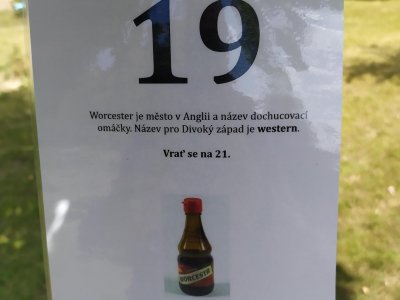 19
Worcester je město v Anglii a název dochucovací
omáčky. Název pro Divoký západ je western.
Vrať se na 21.
WORCESTR